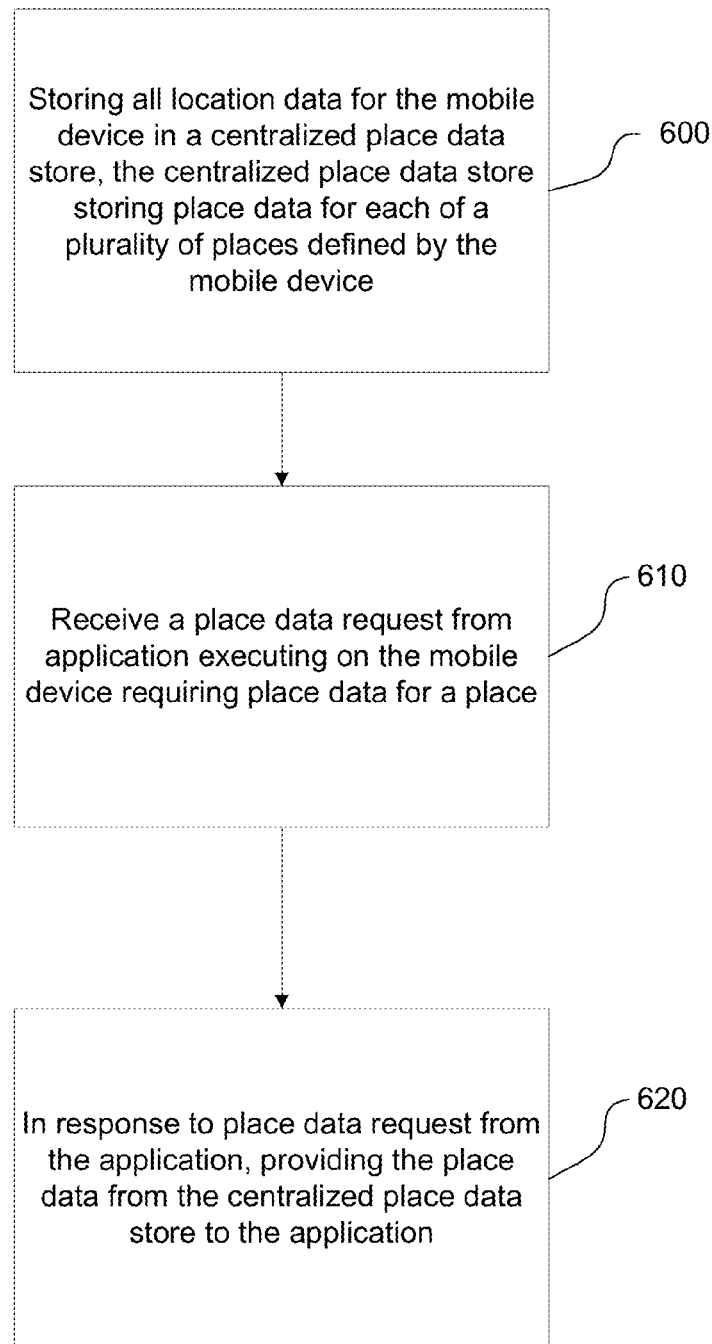 Storing all location data for the mobile
device in a centralized place data
store, the centralized place data store
storing place data for each of a
plurality of places defined by the
mobile device
600
Receive a place data request from
application executing on the mobile
device requiring place data for a place
610
In response to place data request from
the application, providing the place
data from the centralized place data
store to the application
620